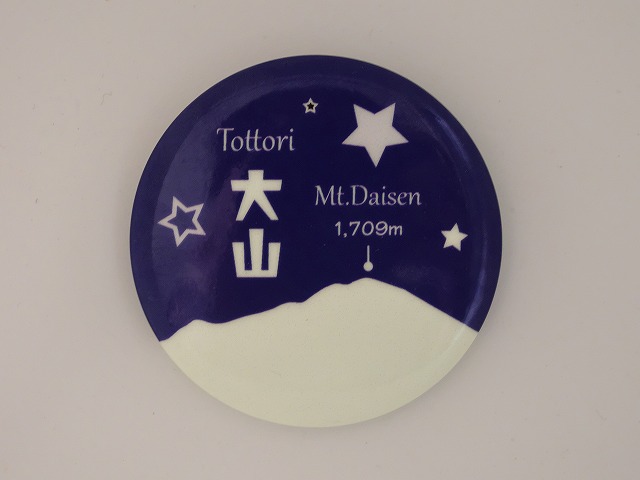 Tottori
大山
Mt.Daisen
1,709m